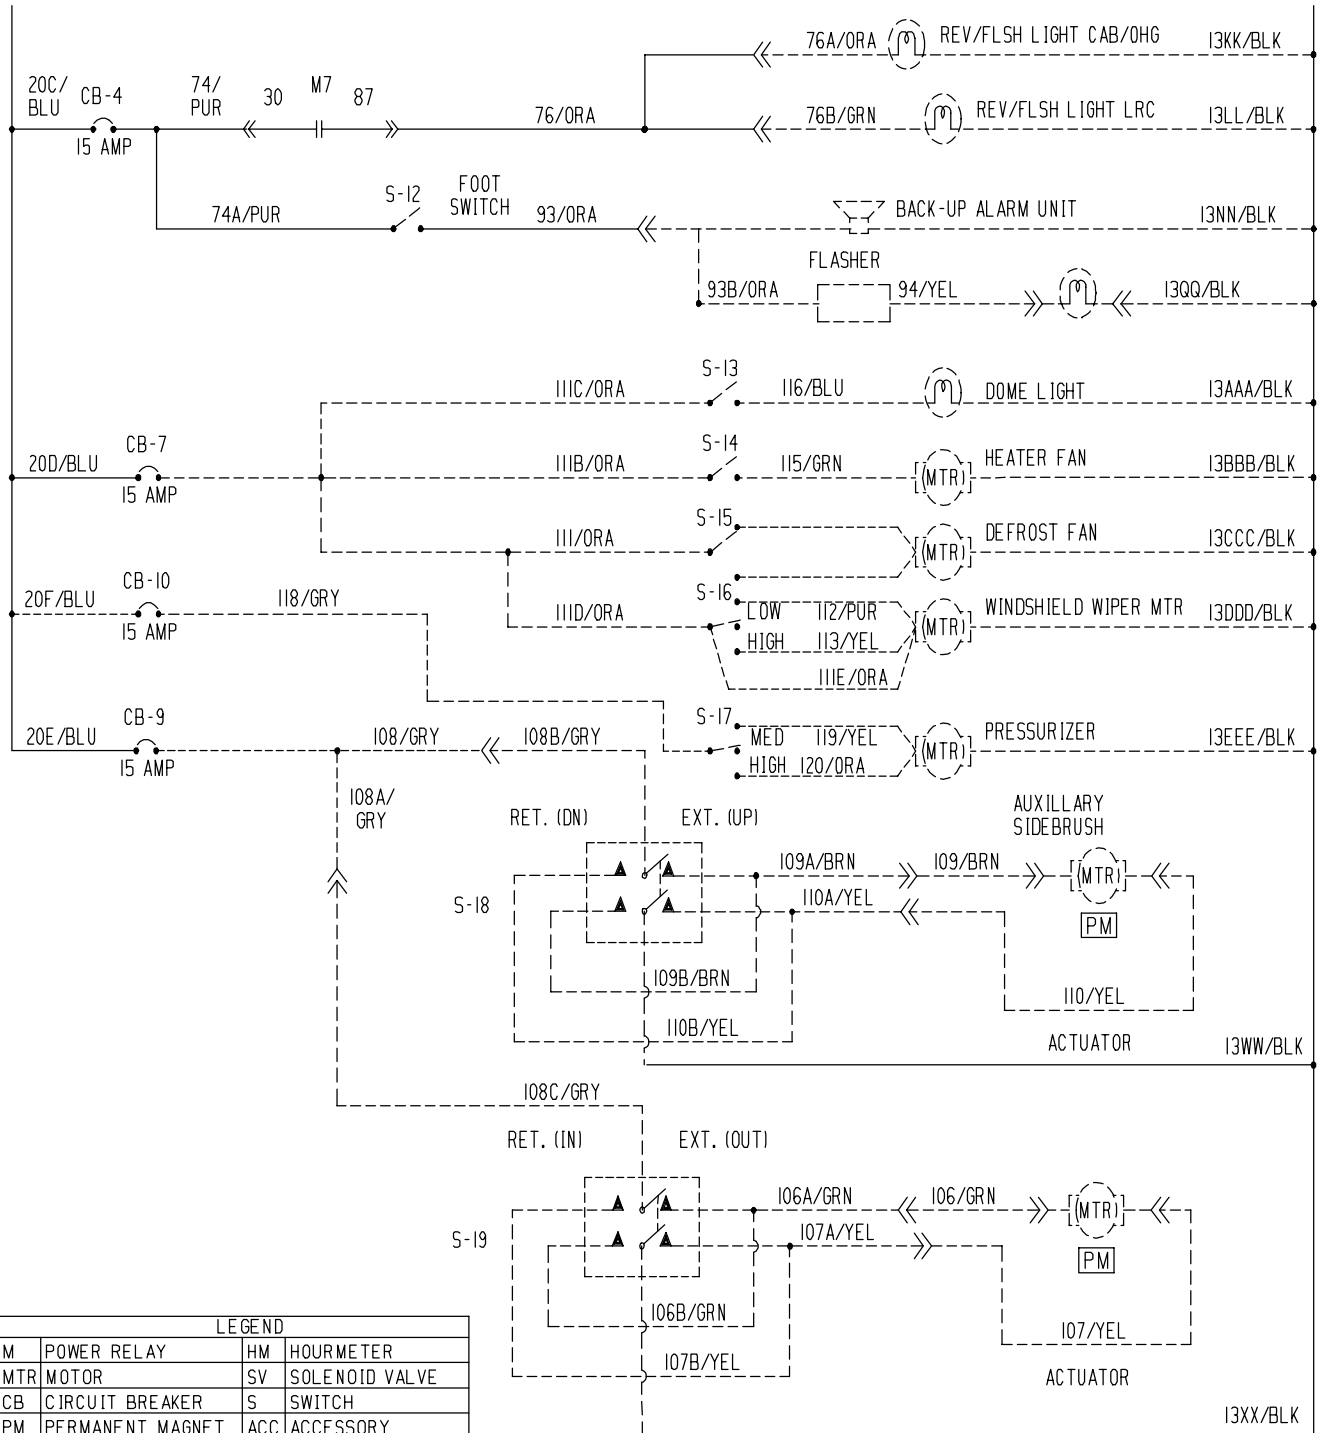 76A/ORA REV/FLSH LIGHT CAB/OHG 13KK/BLK
20C/
BLU
CB-4
15 AMP
74/
PUR
30 M7 87
76/ORA
76B/GRN REV/FLSH LIGHT LRC 13LL/BLK
74A/PUR
S-12
FOOT
SWITCH
93/ORA
BACK-UP ALARM UNIT 13NN/BLK
FLASHER
93B/ORA 94/YEL 13QQ/BLK
S-13
111C/ORA 116/BLU DOME LIGHT 13AAA/BLK
CB-7
20D/BLU
15 AMP
S-14
111B/ORA 115/GRN HEATER FAN 13BBB/BLK
S-15
111/ORA DEFROST FAN 13CCC/BLK
CB-10
20F/BLU 118/GRY
15 AMP
S-16
111D/ORA LOW 112/PUR WINDSHIELD WIPER MTR 13DDD/BLK
HIGH 113/YEL
111E/ORA
MTR
MTR
MTR
MTR
CB-9
20E/BLU
15 AMP
108/GRY 108B/GRY
S-17
MED 119/YEL PRESSURIZER 13EEE/BLK
HIGH 120/ORA
108A/
GRY
RET. (DN) EXT. (UP)
AUXILLARY
SIDEBRUSH
109A/BRN 109/BRN MTR
S-18
110A/YEL
PM
109B/BRN
110/YEL
110B/YEL
ACTUATOR 13WW/BLK
108C/GRY
RET. (IN) EXT. (OUT)
106A/GRN 106/GRN MTR
S-19
107A/YEL
PM
106B/GRN
107/YEL
107B/YEL
ACTUATOR
13XX/BLK
LEGEND
M POWER RELAY HM HOURMETER
MTR MOTOR SV SOLENOID VALVE
CB CIRCUIT BREAKER S SWITCH
PM PERMANENT MAGNET ACC ACCESSORY